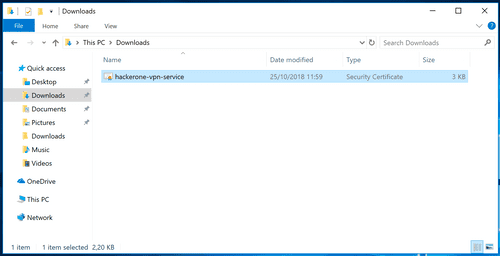 Downloads
File Home Share View
This PC Downloads
Search Downloads
Name Date modified Type Size
hackerone-vpn-service 25/10/2018 11:59 Security Certificate 3 KB
Quick access
Desktop
Downloads
Documents
Pictures
Downloads
Music
Videos
OneDrive
This PC
Network
1 item 1 item selected 2,20 KB